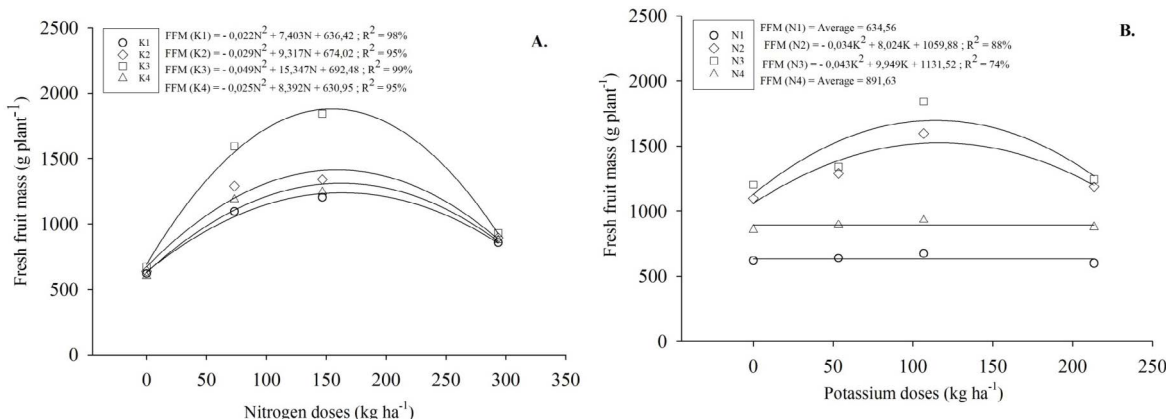 A.
FFM (K1) = - 0,022N² + 7,403N + 636,42 ; R² = 98%
FFM (K2) = -0,029N² + 9,317N + 674,02 ; R² = 95%
FFM (K3) = -0,049N² + 15,347N + 692,48 ; R² = 99%
FFM (K4) = -0,025N² + 8,392N + 630,95 ; R² = 95%
K1
K2
K3
K4
Fresh fruit mass (g plant⁻¹)
2500
2000
1500
1000
500
0
0 50 100 150 200 250 300 350
Nitrogen doses (kg ha⁻¹)
B.
FFM (N1) = Average = 634,56
FFM (N2) = - 0,034K² + 8,024K + 1059,88 ; R² = 88%
FFM (N3) = -0,043K² + 9,949K + 1131,52 ; R² = 74%
FFM (N4) = Average = 891,63
N1
N2
N3
N4
Fresh fruit mass (g plant⁻¹)
2500
2000
1500
1000
500
0
0 50 100 150 200
Potassium doses (kg ha⁻¹)